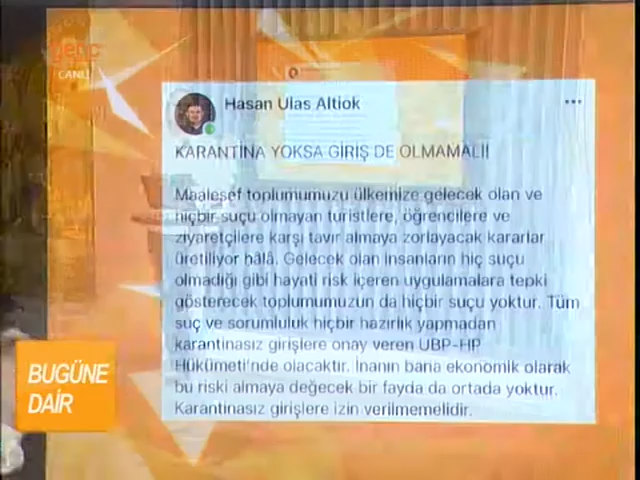 genç
CANLI
Hasan Ulas Altiok
KARANTİNA YOKSA GİRİŞ DE OLMAMALI!
Maalesef toplumumuzu ülkemize gelecek olan ve
hiçbir suçu olmayan turistlere, öğrencilere ve
ziyaretçilere karşı tavır almaya zorlayacak kararlar
üretiliyor hâlâ. Gelecek olan insanların hiç suçu
olmadığı gibi hayati risk içeren uygulamalara tepki
gösterecek toplumumuzun da hiçbir suçu yoktur. Tüm
suç ve sorumluluk hiçbir hazırlık yapmadan
karantinasız girişlere onay veren UBP-HP
Hükümeti'nde olacaktır. İnanın bana ekonomik olarak
bu riski almaya değecek bir fayda da ortada yoktur.
Karantinasız girişlere izin verilmemelidir.
BUGÜNE
DAİR